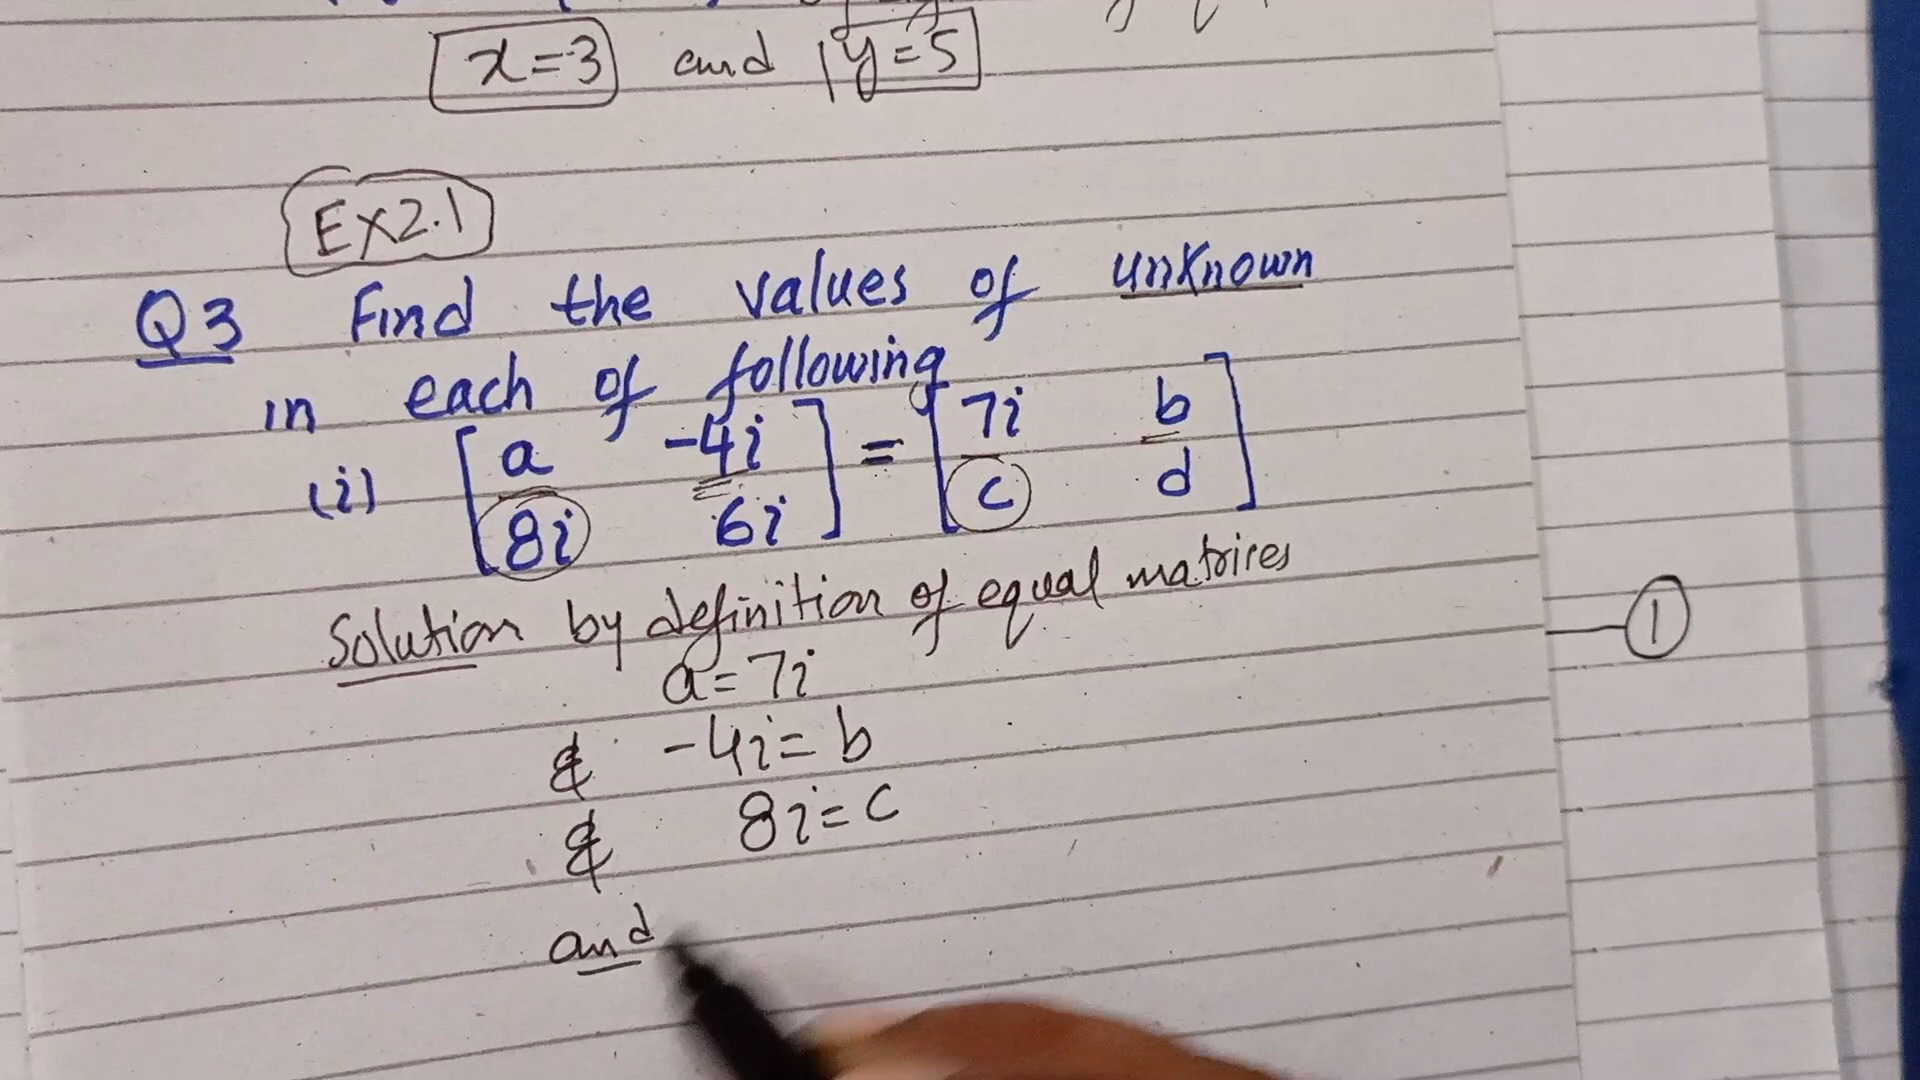 x=3 and y=5
Ex2.1
Q3 Find the values of unknown
in each of following
(i) [a -4i
8i 6i] = [7i b
c d]
Solution by definition of equal matrices
1
a=7i
& -4i=b
& 8i=c
and